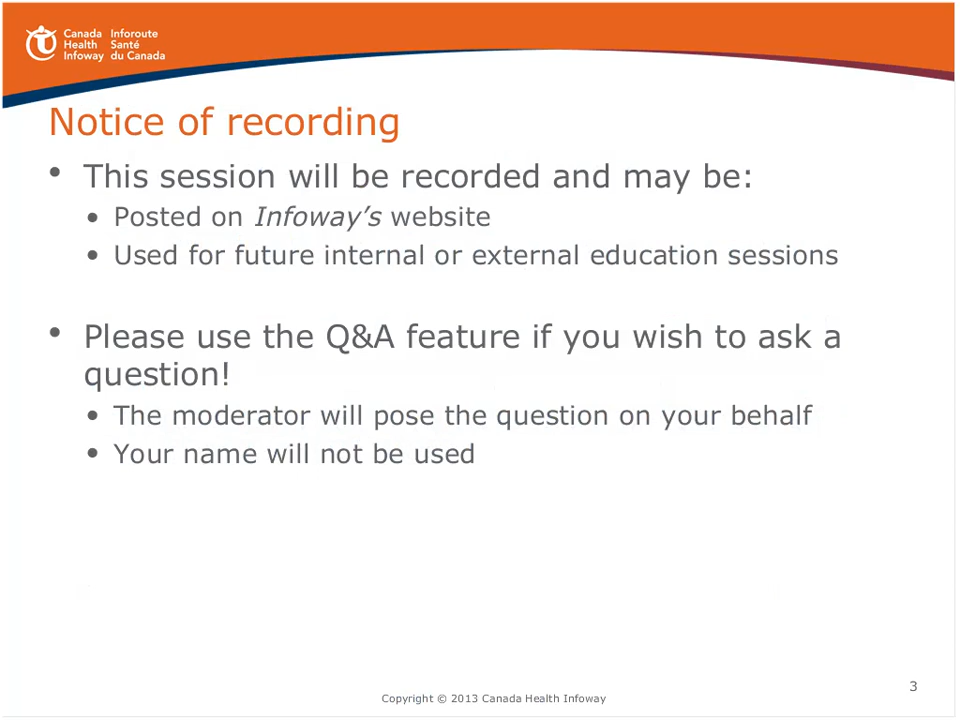 Canada Health Infoway
Inforoute Santé du Canada
Notice of recording
• This session will be recorded and may be:
• Posted on Infoway’s website
• Used for future internal or external education sessions
• Please use the Q&A feature if you wish to ask a
question!
• The moderator will pose the question on your behalf
• Your name will not be used
Copyright © 2013 Canada Health Infoway
3